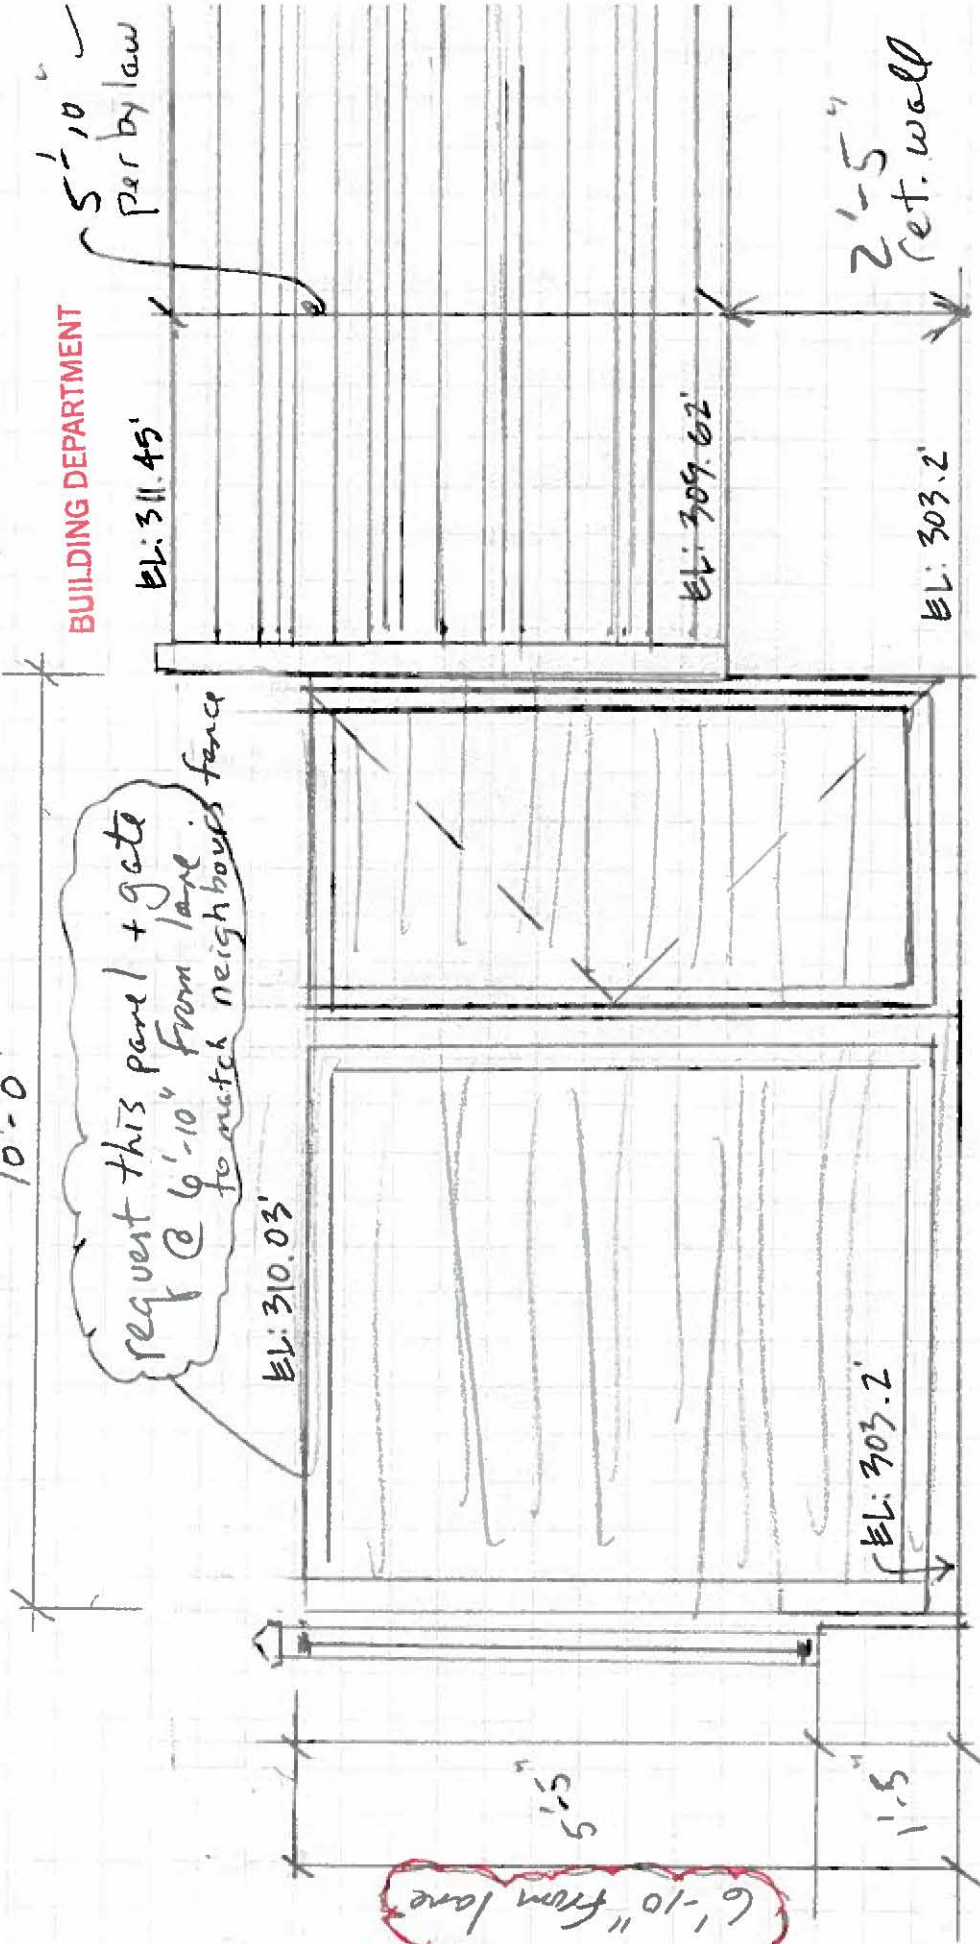 10'-0
BUILDING DEPARTMENT
5'-10"
per bylaw
EL: 311.45'
request this panel + gate
@ 6'-10" from lane
to match neighbours fence
EL: 310.03'
EL: 309.62'
2'-5"
ret. wall
EL: 303.2'
EL: 303.2'
5'-5"
1'-5"
6'-10" from lane